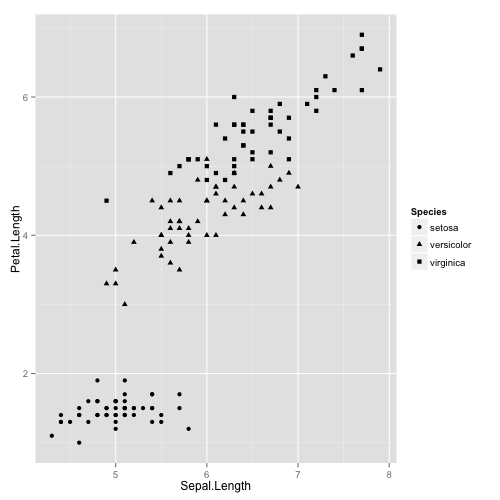 6
4
2
Petal.Length
5 6 7 8
Sepal.Length
Species
setosa
versicolor
virginica